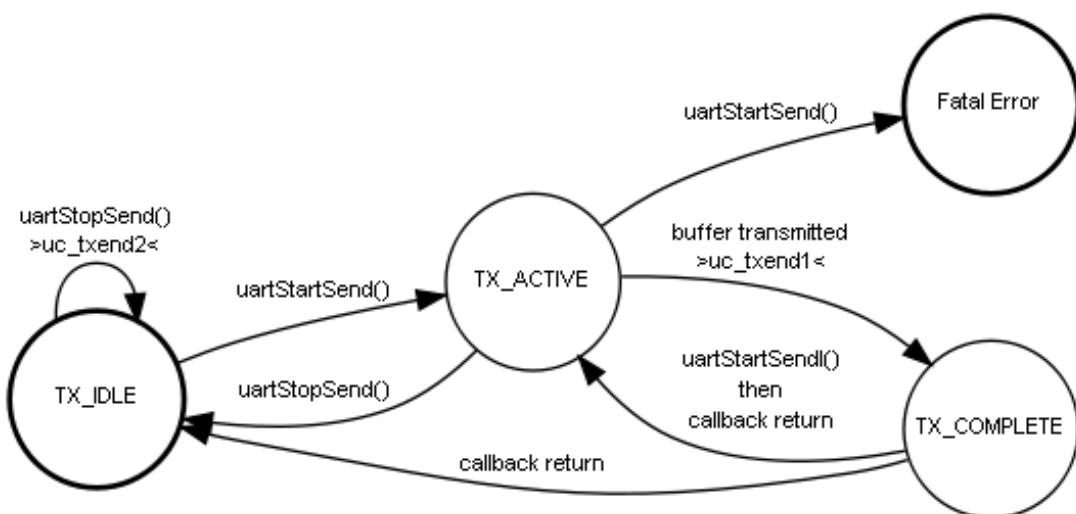 Fatal Error
uartStartSend()
uartStopSend()
>uc_txend2<
buffer transmitted
>uc_txend1<
TX_ACTIVE
uartStartSend()
uartStartSendI()
then
callback return
uartStopSend()
TX_IDLE
TX_COMPLETE
callback return